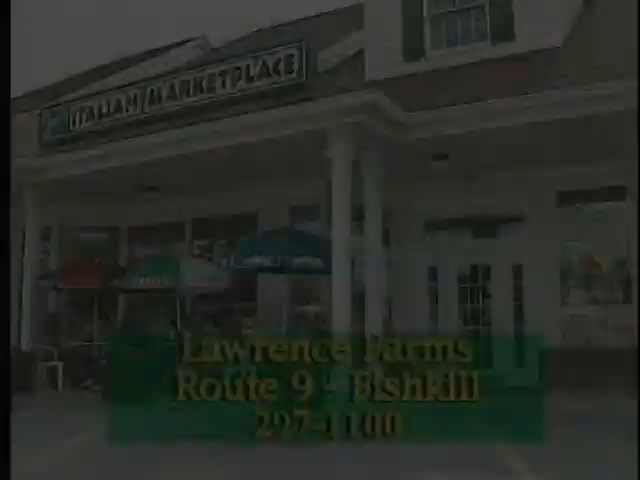 ITALIAN MARKETPLACE
Lawrence Farms
Route 9 - Fishkill
297-1100